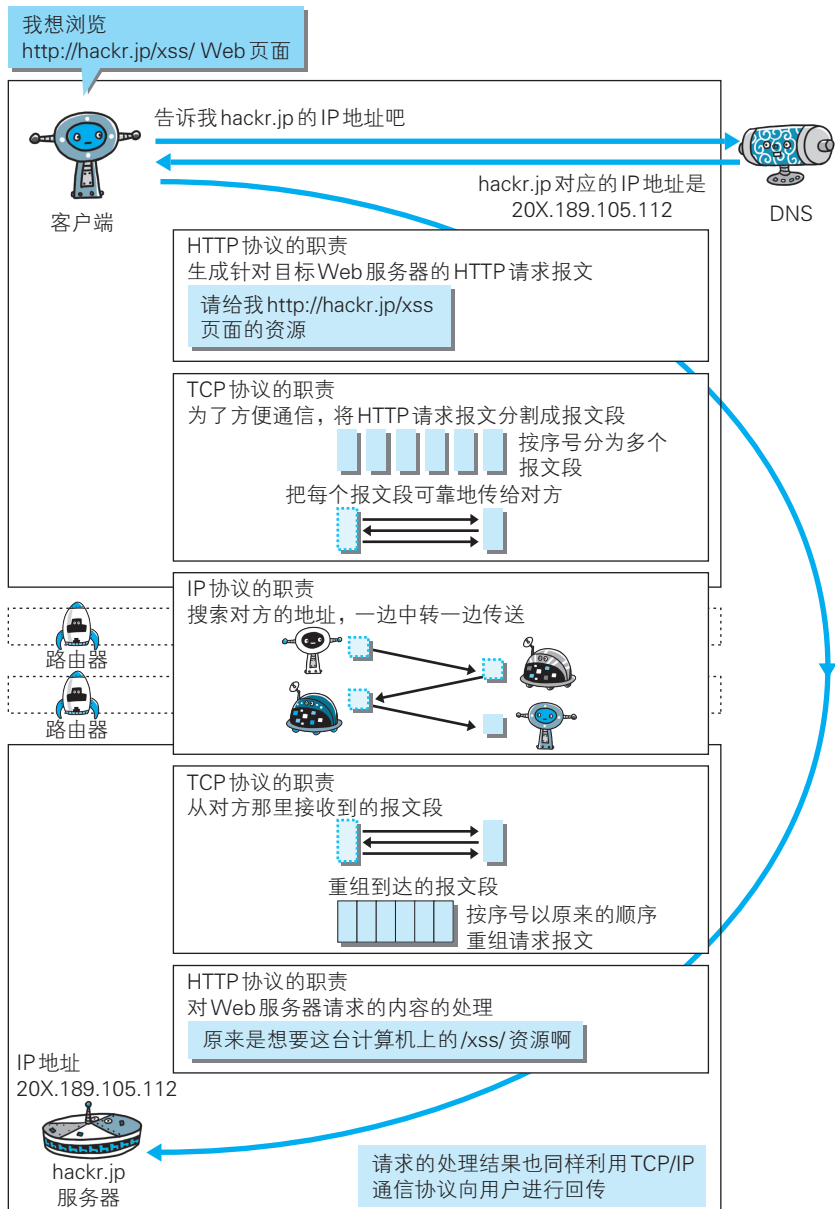 我想浏览
http://hackr.jp/xss/ Web 页面
告诉我hackr.jp的IP地址吧
hackr.jp对应的IP地址是
20X.189.105.112
客户端
DNS
HTTP协议的职责
生成针对目标Web服务器的HTTP请求报文
请给我http://hackr.jp/xss
页面的资源
TCP协议的职责
为了方便通信，将HTTP请求报文分割成报文段
按序号分为多个
报文段
把每个报文段可靠地传给对方
IP协议的职责
搜索对方的地址，一边中转一边传送
路由器
路由器
TCP协议的职责
从对方那里接收到的报文段
重组到达的报文段
按序号以原来的顺序
重组请求报文
HTTP协议的职责
对Web服务器请求的内容的处理
原来是想要这台计算机上的/xss/资源啊
IP地址
20X.189.105.112
hackr.jp
服务器
请求的处理结果也同样利用TCP/IP
通信协议向用户进行回传